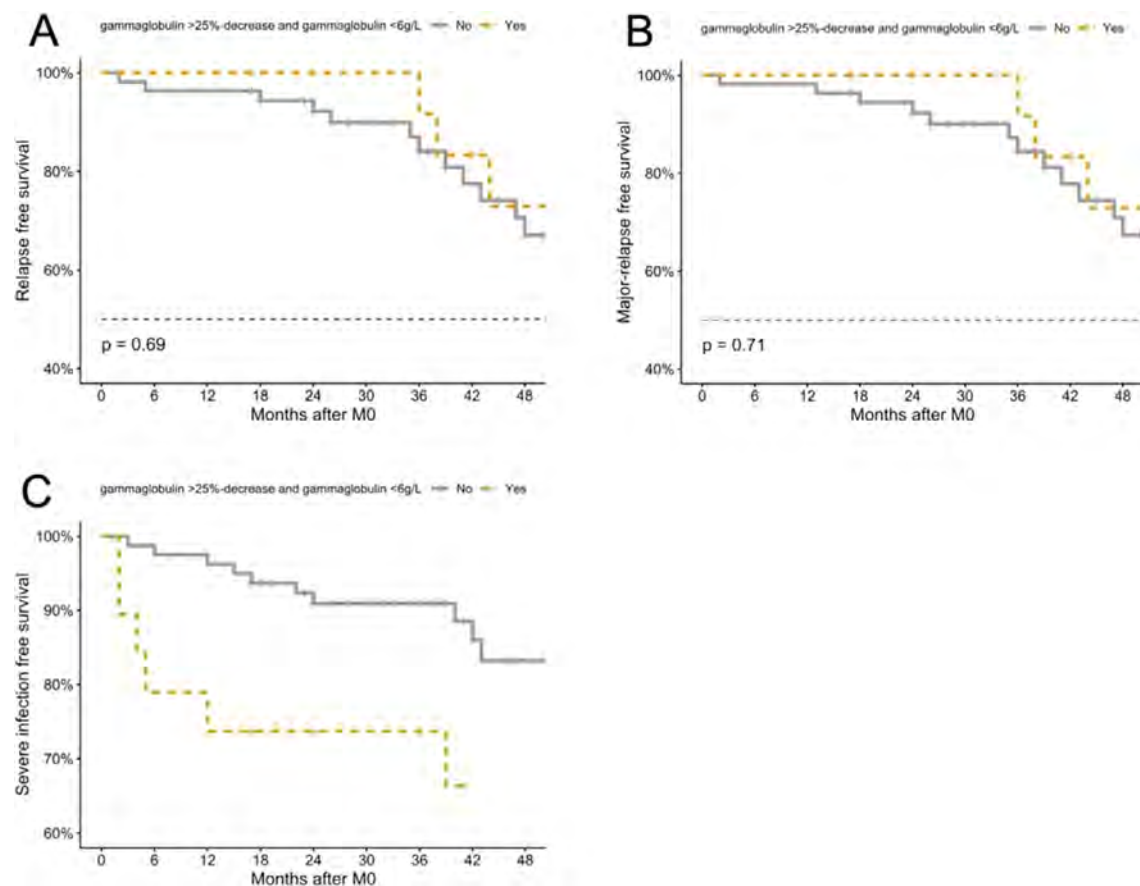 A
gammaglobulin >25%-decrease and gammaglobulin <6g/L No Yes
Relapse free survival
100%
80%
60%
40%
p = 0.69
0 6 12 18 24 30 36 42 48
Months after M0
B
gammaglobulin >25%-decrease and gammaglobulin <6g/L No Yes
Major-relapse free survival
100%
80%
60%
40%
p = 0.71
0 6 12 18 24 30 36 42 48
Months after M0
C
gammaglobulin >25%-decrease and gammaglobulin <6g/L No Yes
Severe infection free survival
100%
90%
80%
70%
60%
0 6 12 18 24 30 36 42 48
Months after M0